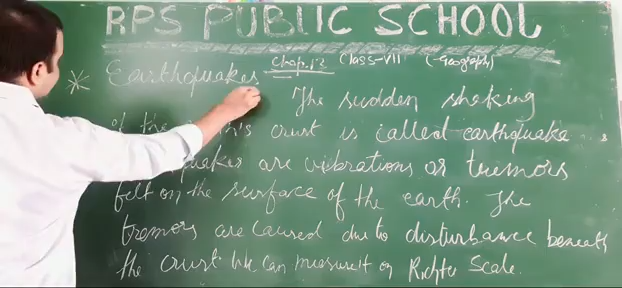 RPS PUBLIC SCHOOL
Earthquakes Chap. 12 Class-VII (Geography)
The sudden shaking
of the crust is called earthquake.
are vibrations or tremors
felt on the surface of the earth. The
tremors are caused due to disturbance beneath
the crust We can measure it on Richter Scale.